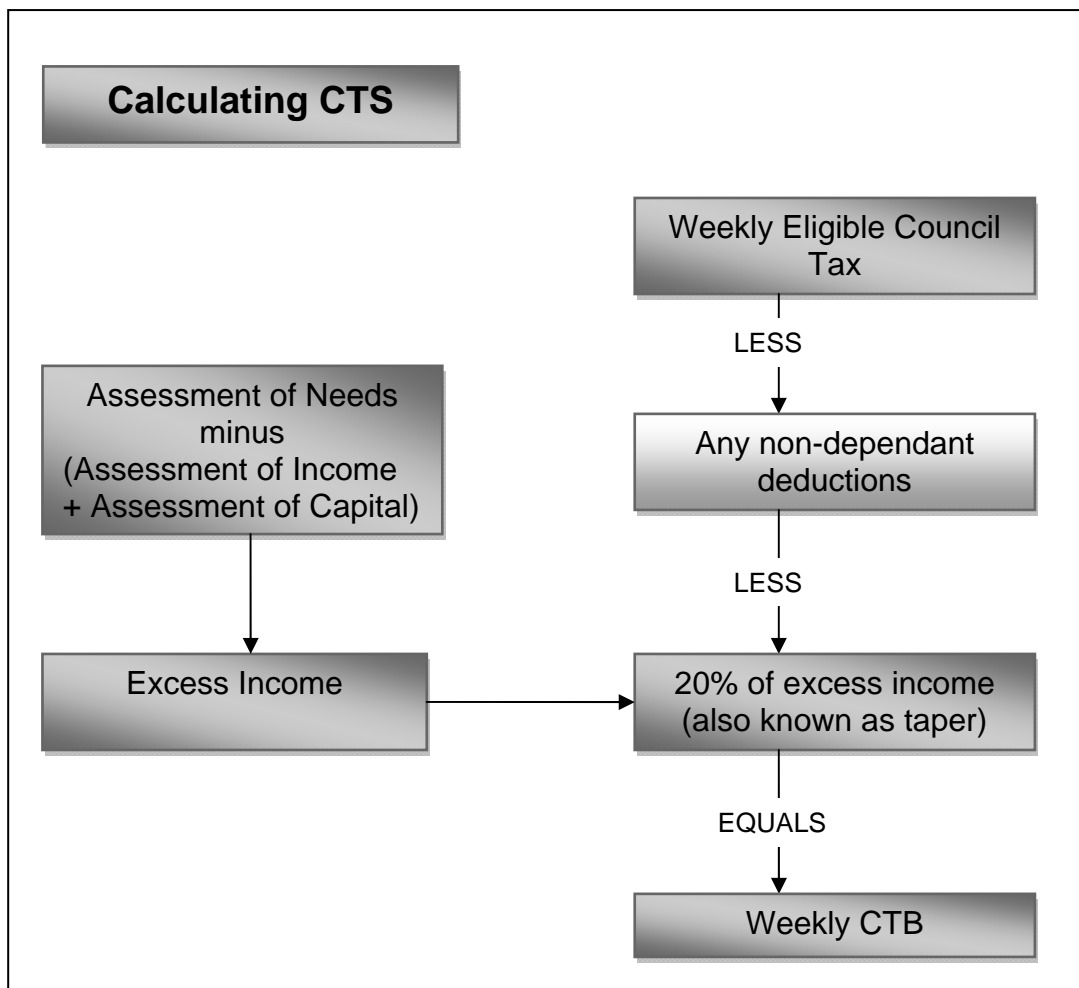 Calculating CTS
Weekly Eligible Council
Tax
LESS
Assessment of Needs
minus
(Assessment of Income
+ Assessment of Capital)
Any non-dependant
deductions
LESS
Excess Income
20% of excess income
(also known as taper)
EQUALS
Weekly CTB